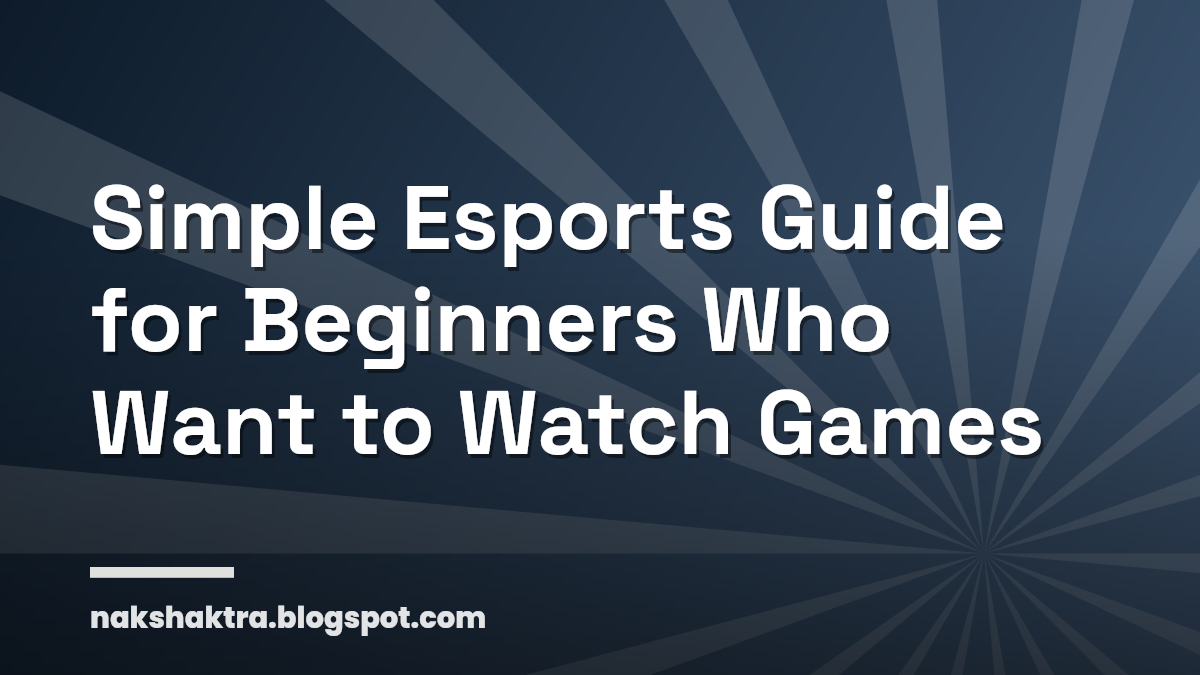 Simple Esports Guide
for Beginners Who
Want to Watch Games
nakshaktra.blogspot.com